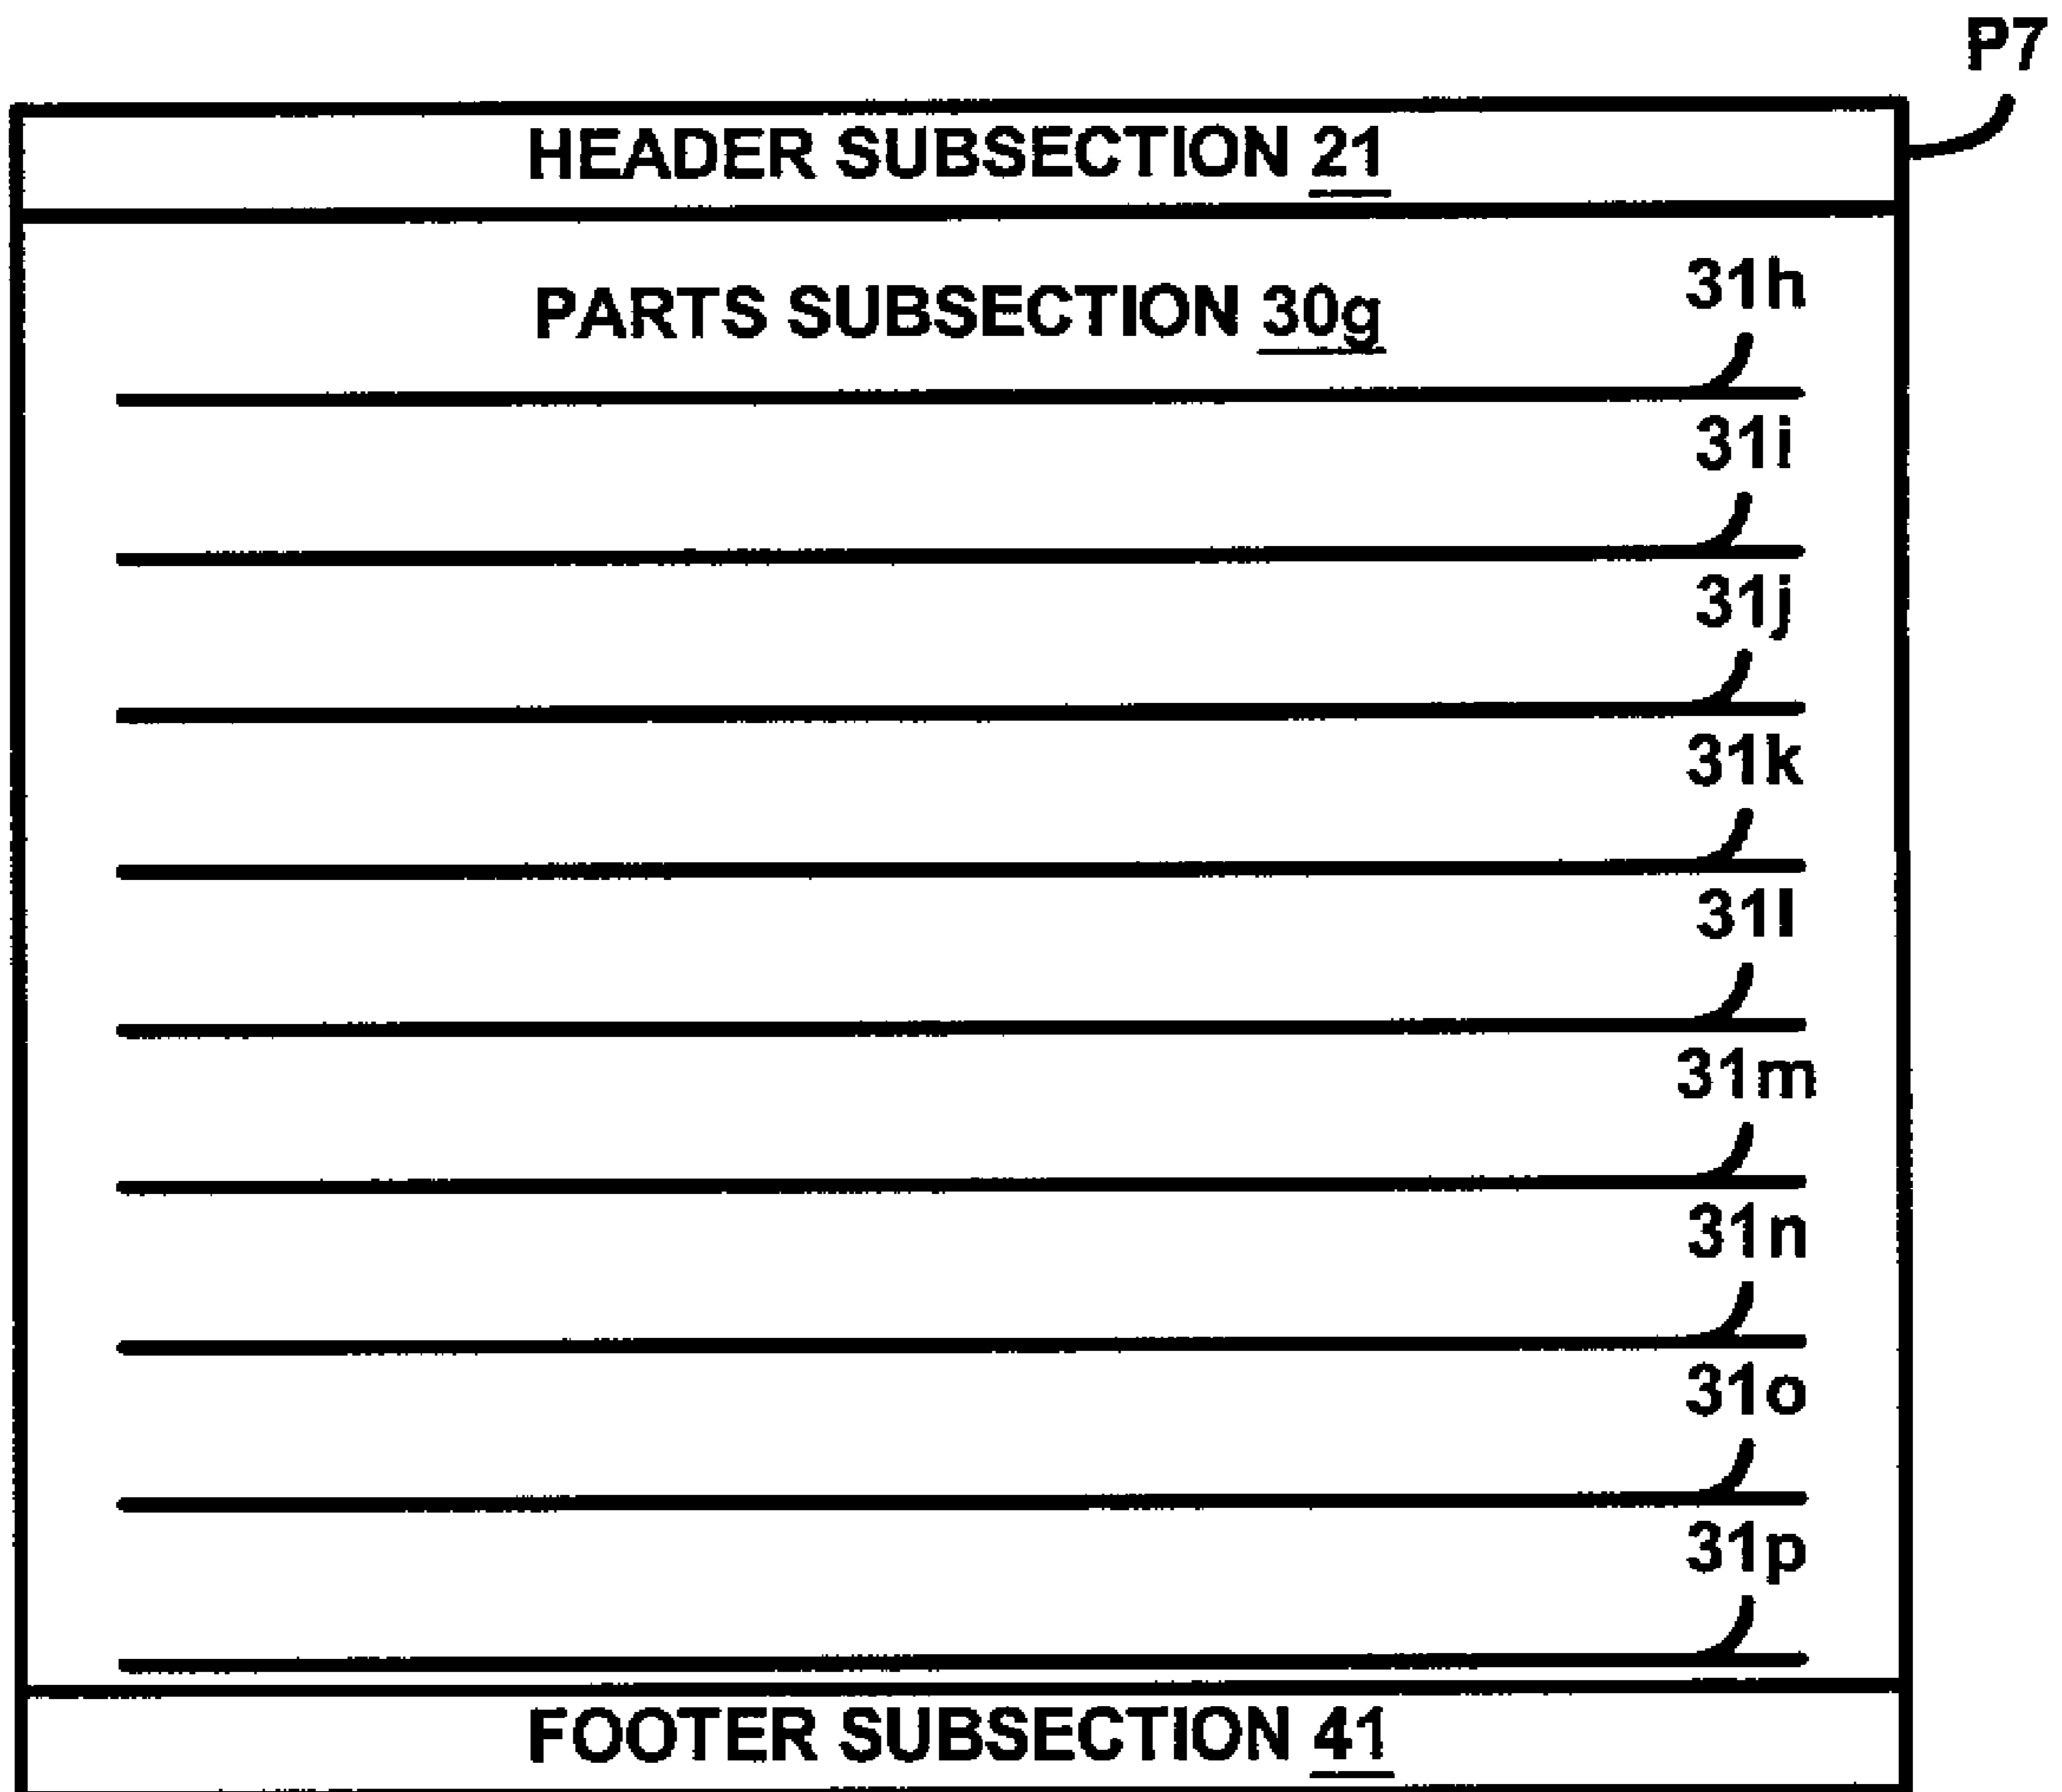 P7
HEADER SUBSECTION 21
31h
PARTS SUBSECTION 30g
31i
31j
31k
31l
31m
31n
31o
31p
FOOTER SUBSECTION 41